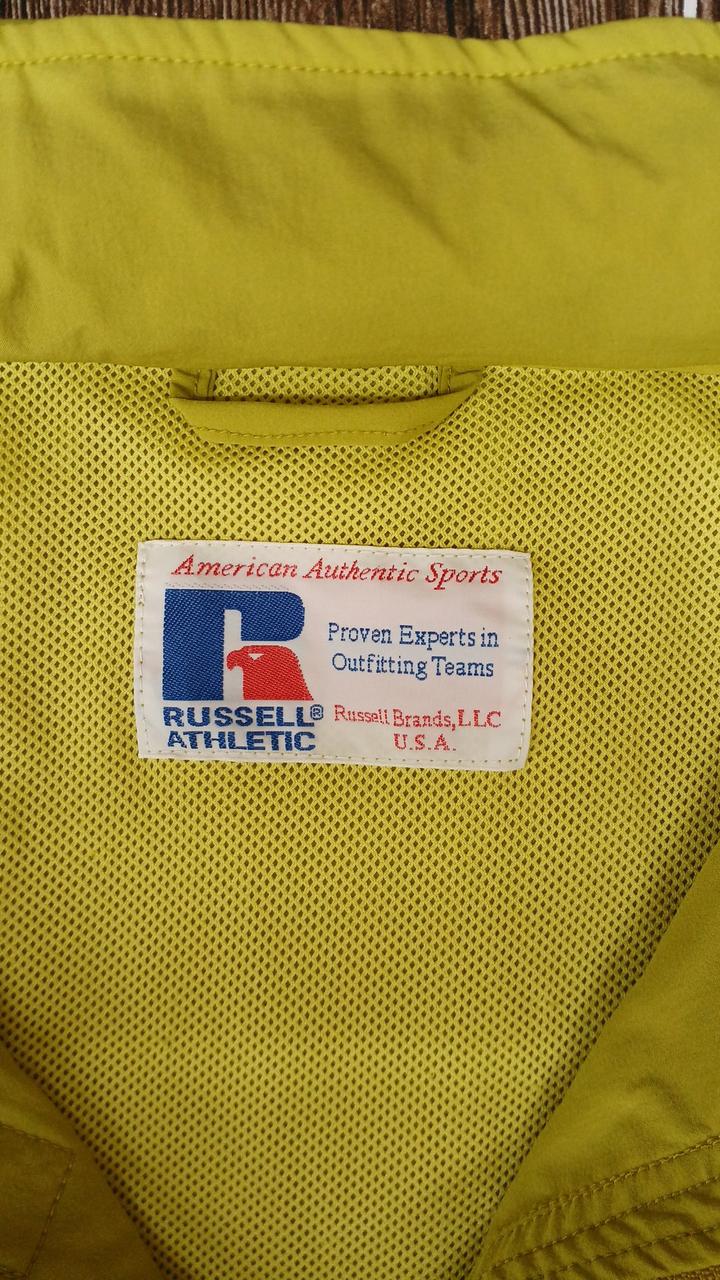 American Authentic Sports
Proven Experts in
Outfitting Teams
RUSSELL®
ATHLETIC
Russell Brands, LLC
U.S.A.